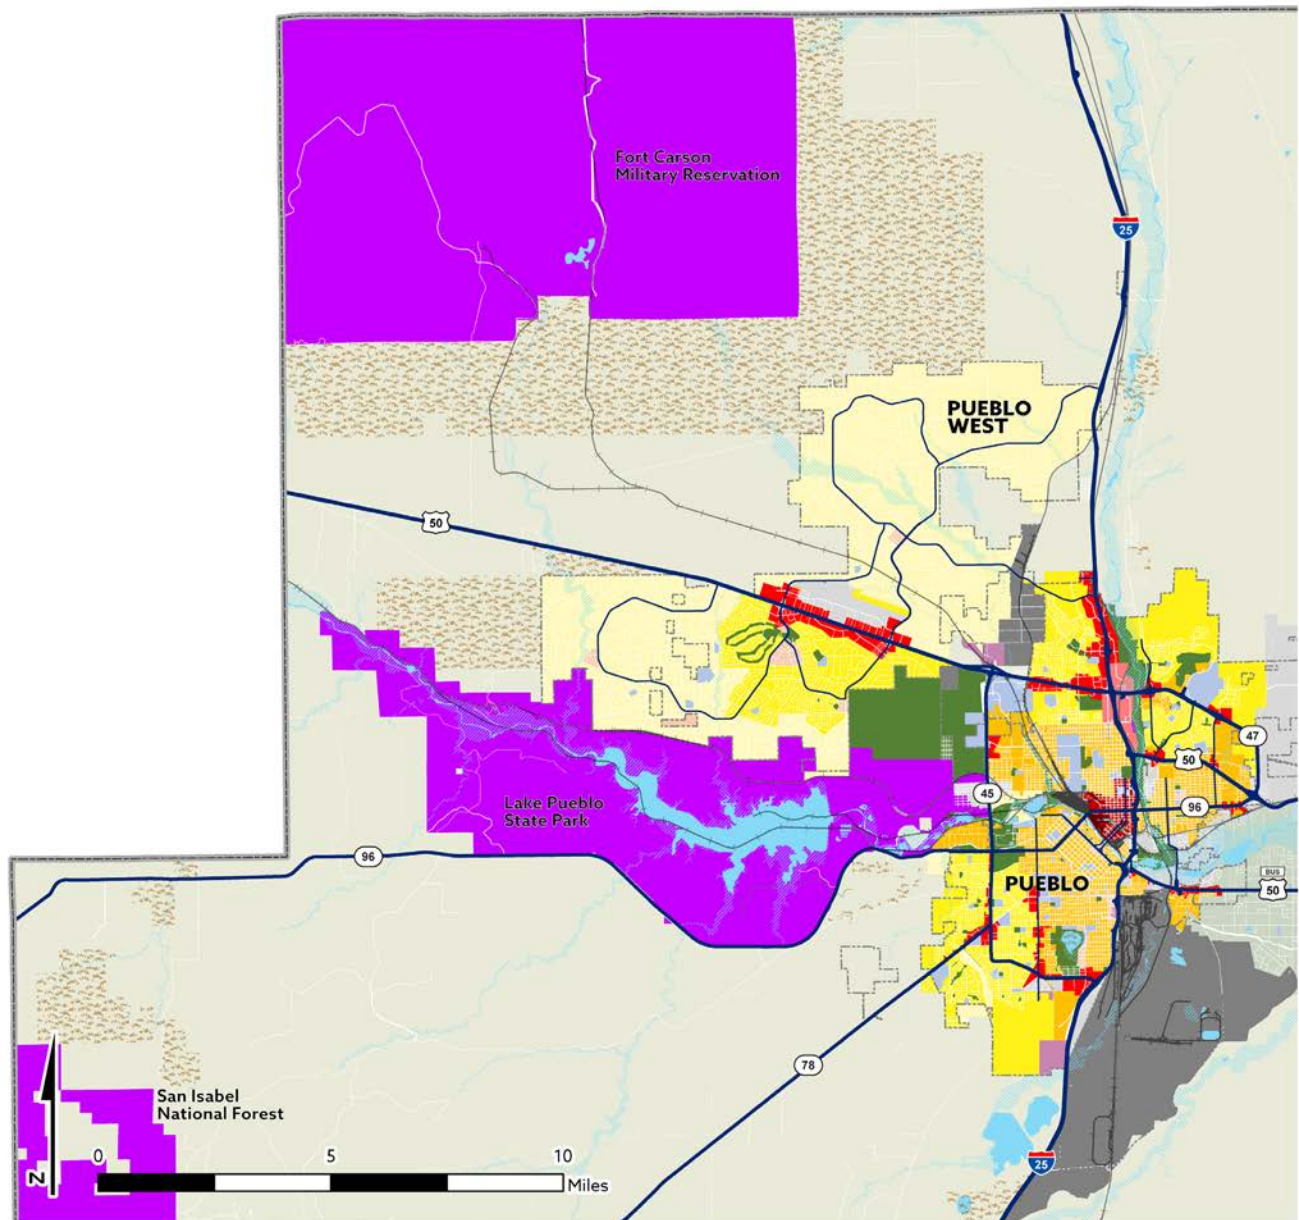 Fort Carson
Military Reservation
25
PUEBLO
WEST
50
47
50
45
96
Lake Pueblo
State Park
96
BUS
50
PUEBLO
78
San Isabel
National Forest
0 5 10
Miles
N
25